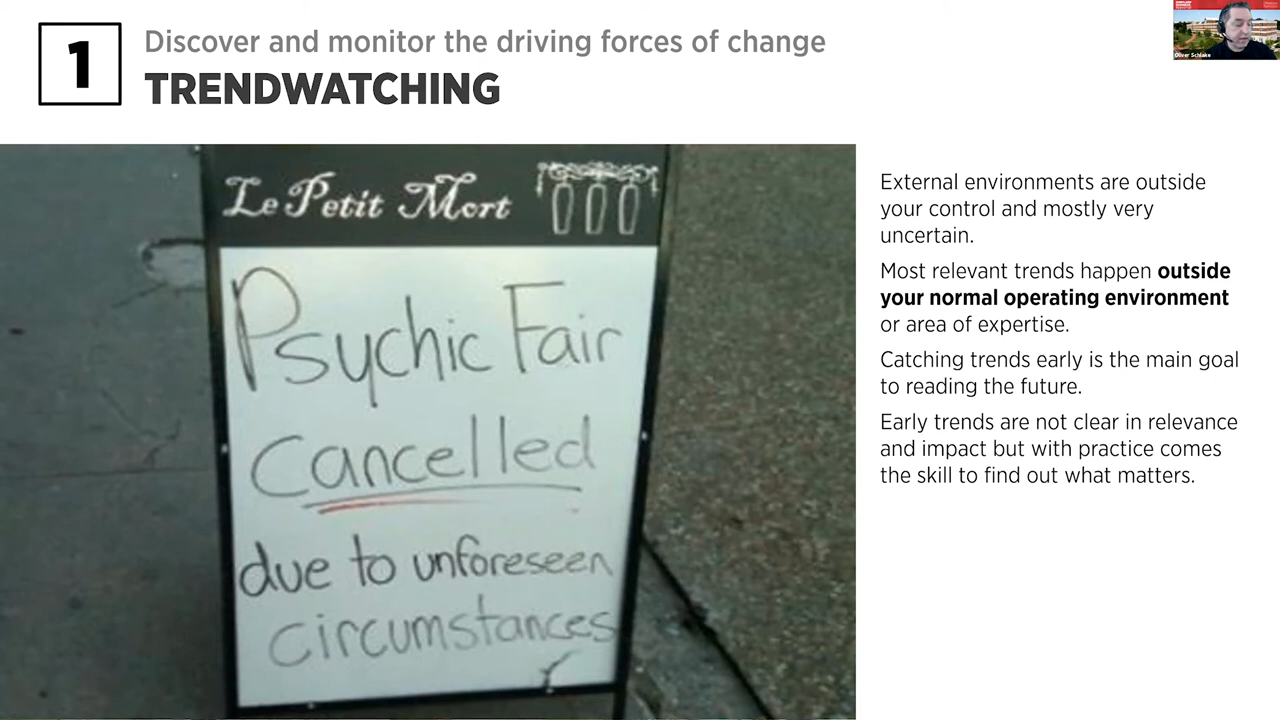 1
Discover and monitor the driving forces of change
TRENDWATCHING
Le Petit Mort
Psychic Fair
Cancelled
due to unforeseen
circumstances
External environments are outside
your control and mostly very
uncertain.
Most relevant trends happen outside
your normal operating environment
or area of expertise.
Catching trends early is the main goal
to reading the future.
Early trends are not clear in relevance
and impact but with practice comes
the skill to find out what matters.
Oliver Schlake